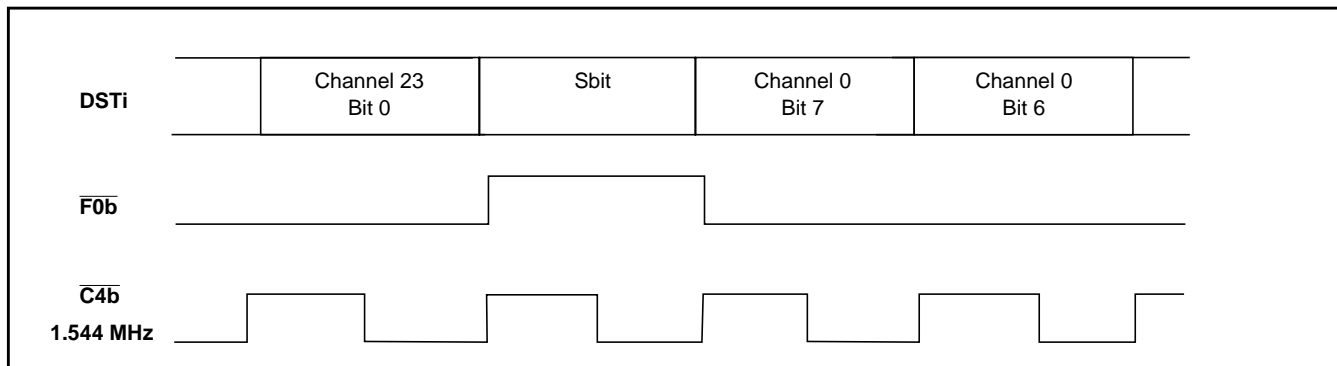 DSTi
Channel 23
Bit 0
Sbit
Channel 0
Bit 7
Channel 0
Bit 6
F0b
C4b
1.544 MHz